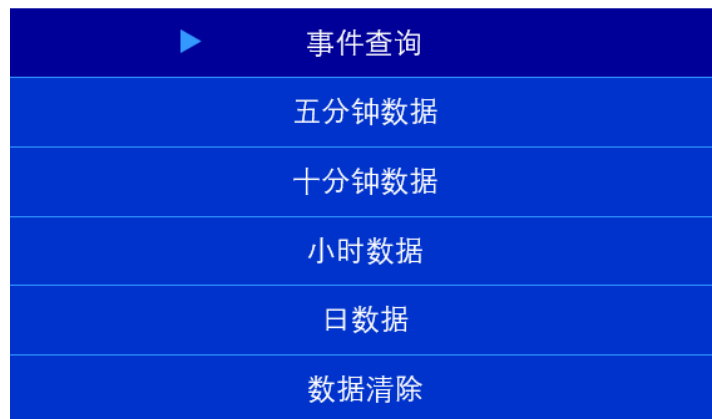 事件查询
五分钟数据
十分钟数据
小时数据
日数据
数据清除